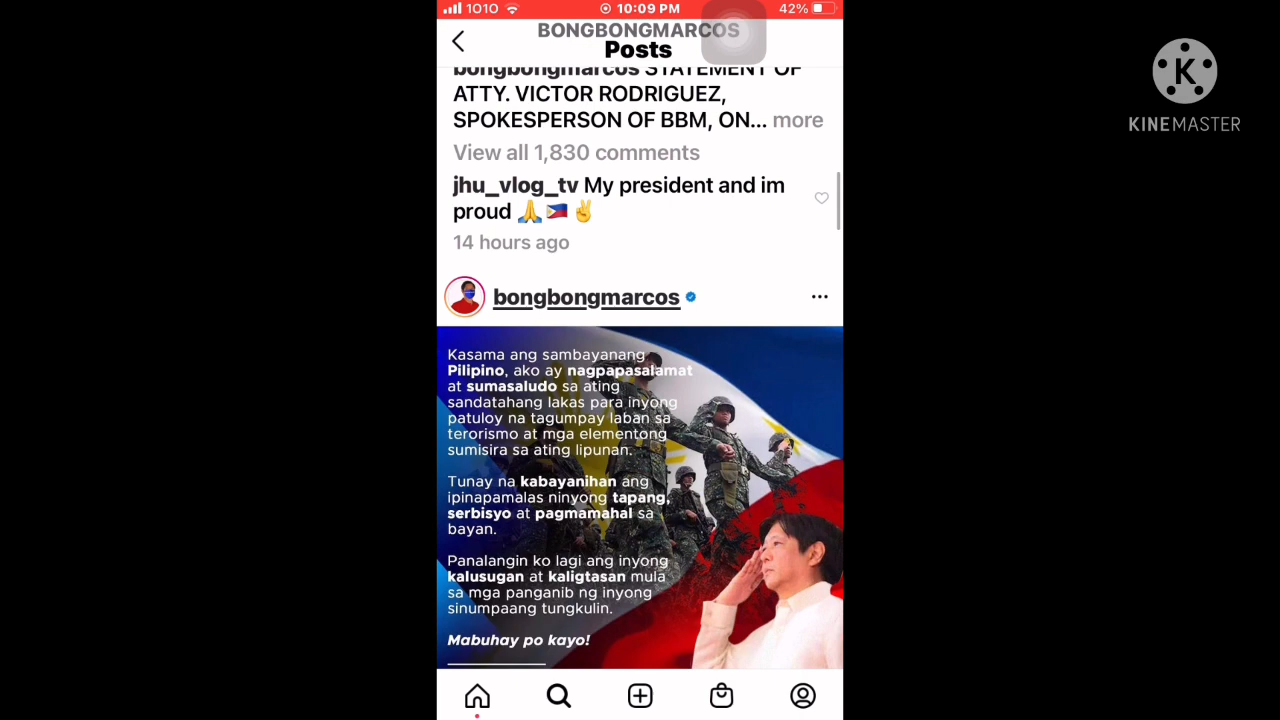 1010
10:09 PM
42%
BONGBONGMARCOS
Posts
bongbongmarcos STATEMENT OF
ATTY. VICTOR RODRIGUEZ,
SPOKESPERSON OF BBM, ON... more
View all 1,830 comments
jhu_vlog_tv My president and im
proud 🙏🇵🇭✌️
14 hours ago
bongbongmarcos
Kasama ang sambayanang
Pilipino, ako ay nagpapasalamat
at sumasaludo sa ating
sandatahang lakas para inyong
patuloy na tagumpay laban sa
terorismo at mga elementong
sumisira sa ating lipunan.
Tunay na kabayanihan ang
ipinapamalas ninyong tapang,
serbisyo at pagmamahal sa
bayan.
Panalangin ko lagi ang inyong
kalusugan at kaligtasan mula
sa mga panganib ng inyong
sinumpaang tungkulin.
Mabuhay po kayo!
K
KINEMASTER